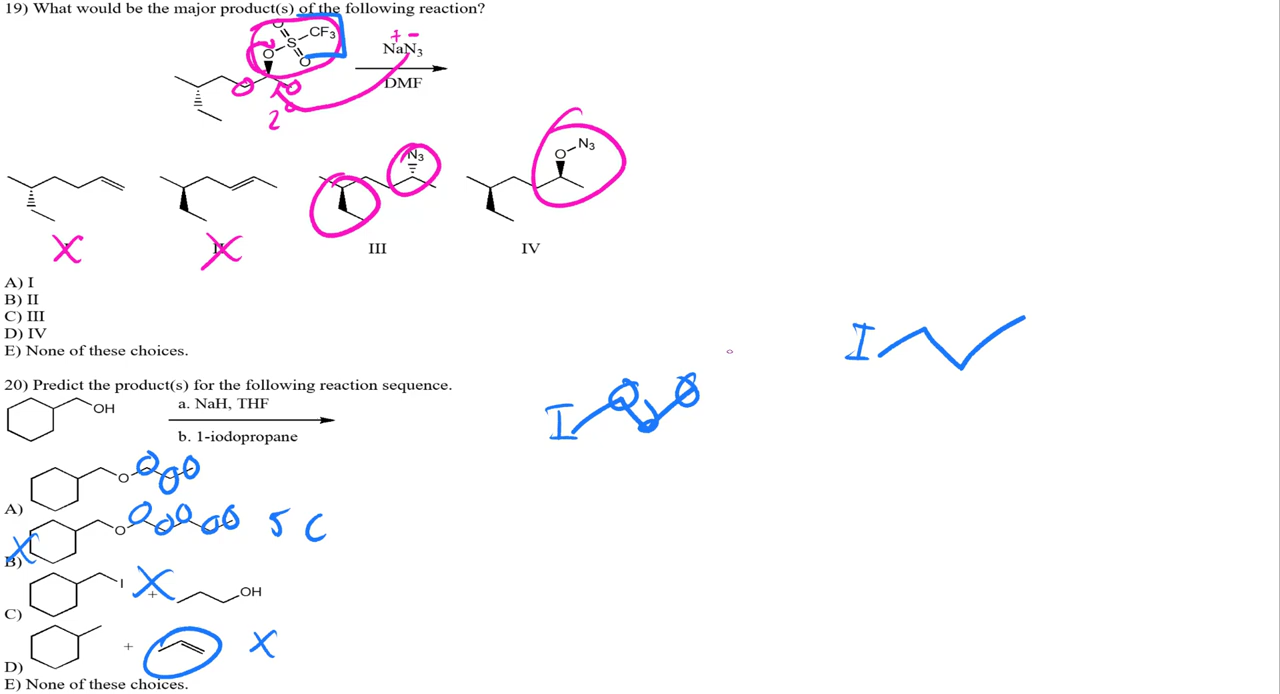 19) What would be the major product(s) of the following reaction?
O
CF3
S
O
O
+ -
NaN3
DMF
2°
N3
N3
O
III
IV
A) I
B) II
C) III
D) IV
E) None of these choices.
20) Predict the product(s) for the following reaction sequence.
OH
a. NaH, THF
b. 1-iodopropane
I
I
A)
O
B)
O
5 C
C)
I
+
OH
D)
+
E) None of these choices.